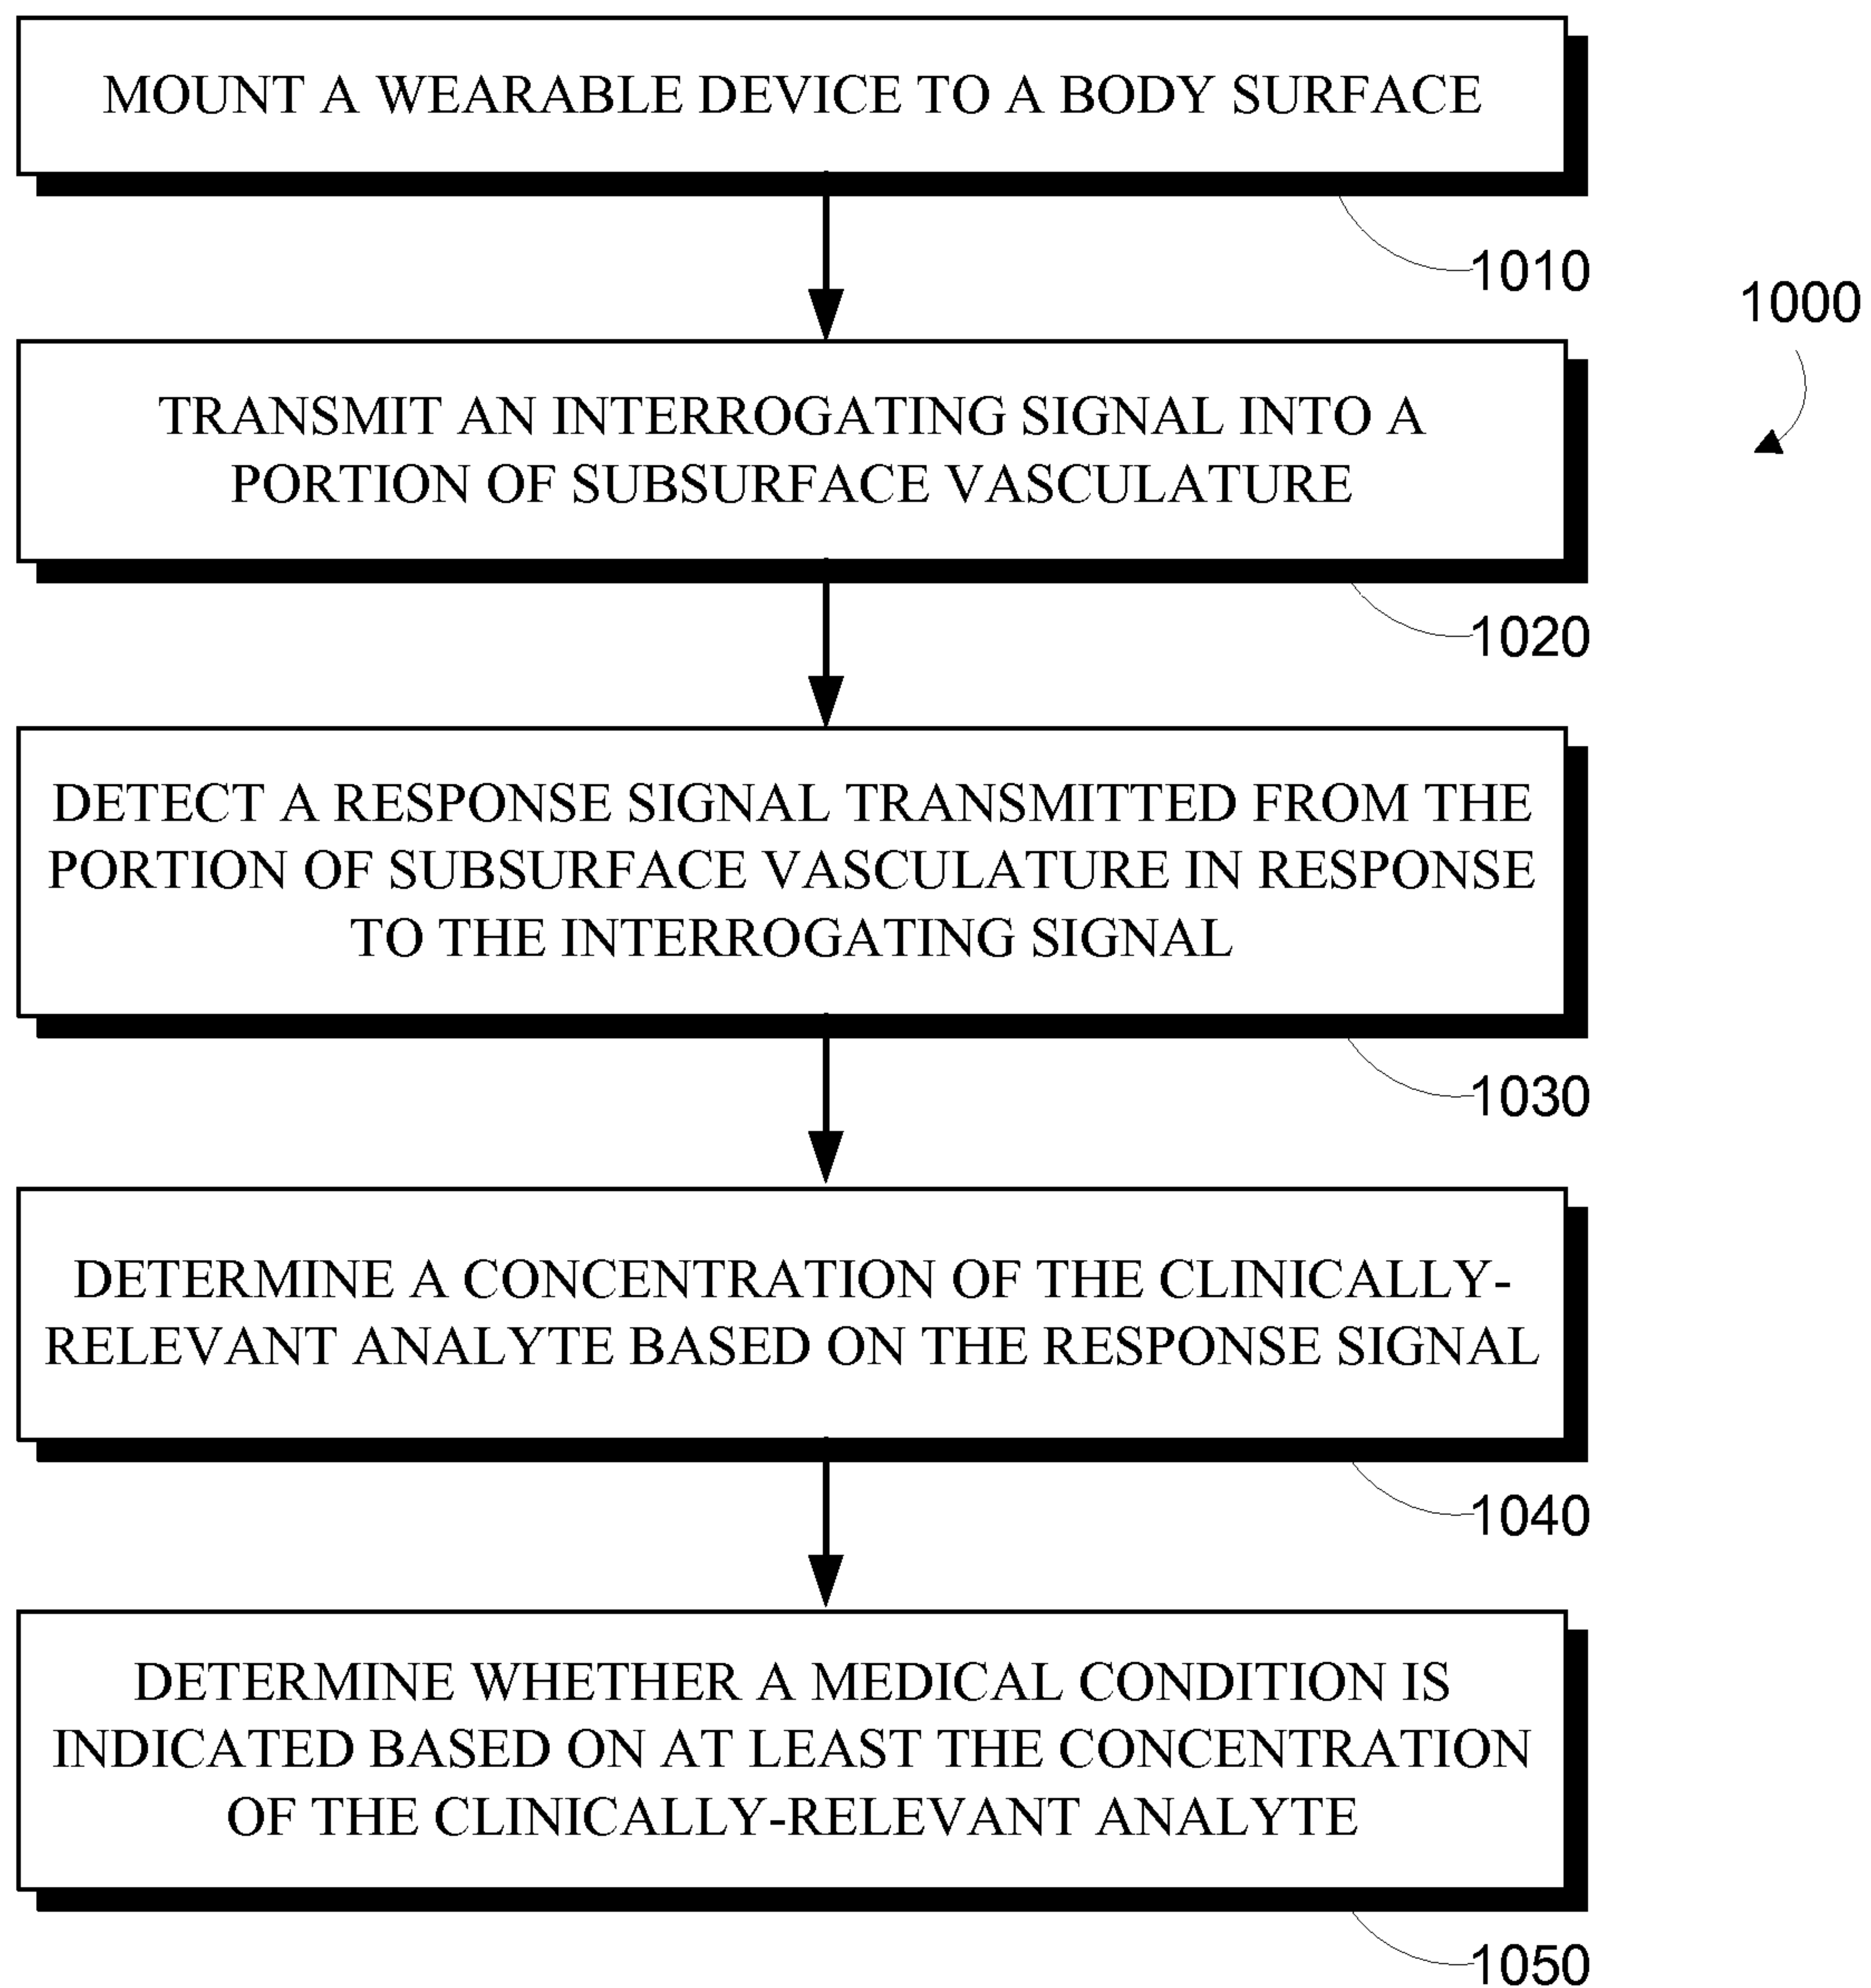 MOUNT A WEARABLE DEVICE TO A BODY SURFACE
1010
1000
TRANSMIT AN INTERROGATING SIGNAL INTO A
PORTION OF SUBSURFACE VASCULATURE
1020
DETECT A RESPONSE SIGNAL TRANSMITTED FROM THE
PORTION OF SUBSURFACE VASCULATURE IN RESPONSE
TO THE INTERROGATING SIGNAL
1030
DETERMINE A CONCENTRATION OF THE CLINICALLY-
RELEVANT ANALYTE BASED ON THE RESPONSE SIGNAL
1040
DETERMINE WHETHER A MEDICAL CONDITION IS
INDICATED BASED ON AT LEAST THE CONCENTRATION
OF THE CLINICALLY-RELEVANT ANALYTE
1050